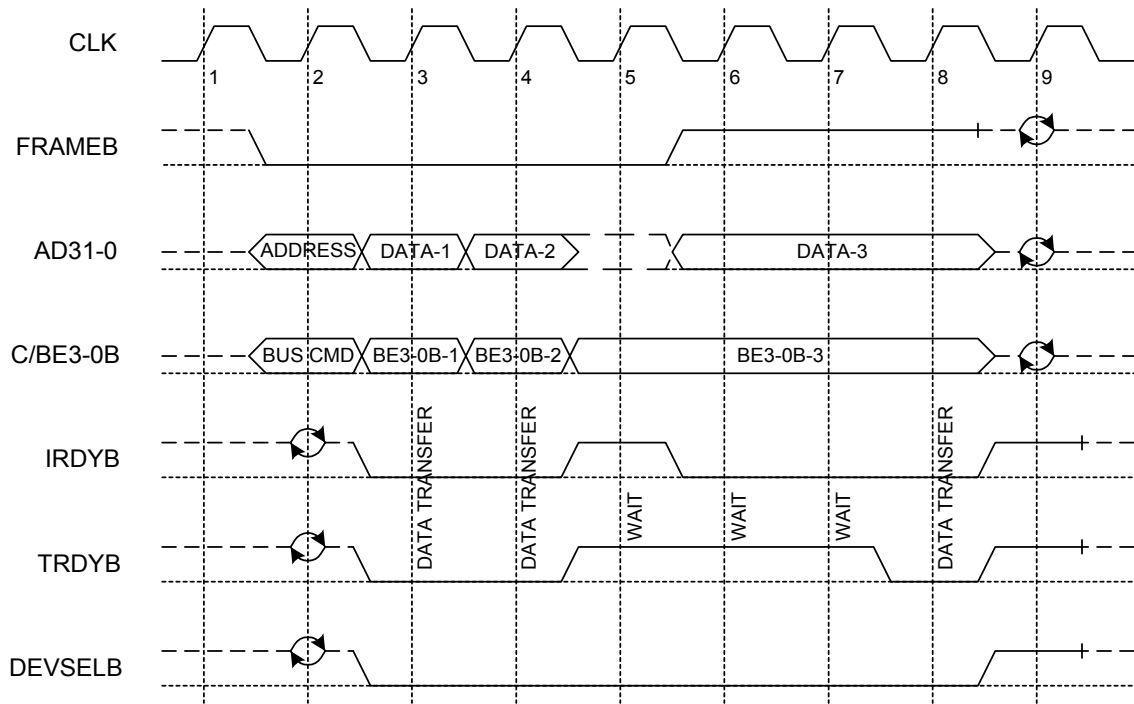 CLK
1 2 3 4 5 6 7 8 9
FRAMEB
AD31-0
ADDRESS DATA-1 DATA-2 DATA-3
C/BE3-0B
BUS CMD BE3-0B-1 BE3-0B-2 BE3-0B-3
IRDYB
DATA TRANSFER
DATA TRANSFER
WAIT
WAIT
WAIT
DATA TRANSFER
TRDYB
DEVSELB